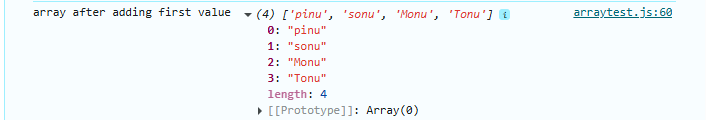 array after adding first value ▼ (4) ['pinu', 'sonu', 'Monu', 'Tonu'] i arraytest.js:60
0: "pinu"
1: "sonu"
2: "Monu"
3: "Tonu"
length: 4
▶ [[Prototype]]: Array(0)